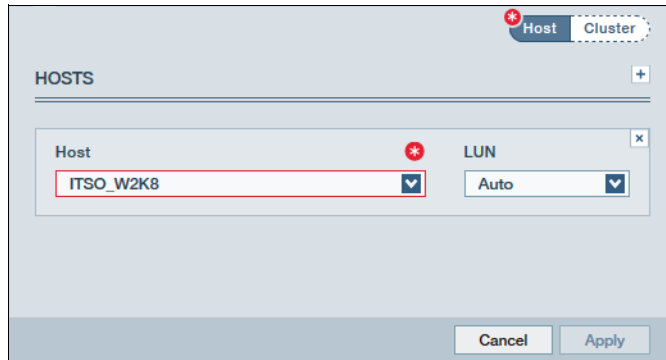 Host Cluster
HOSTS
Host LUN
ITSO_W2K8 Auto
Cancel Apply